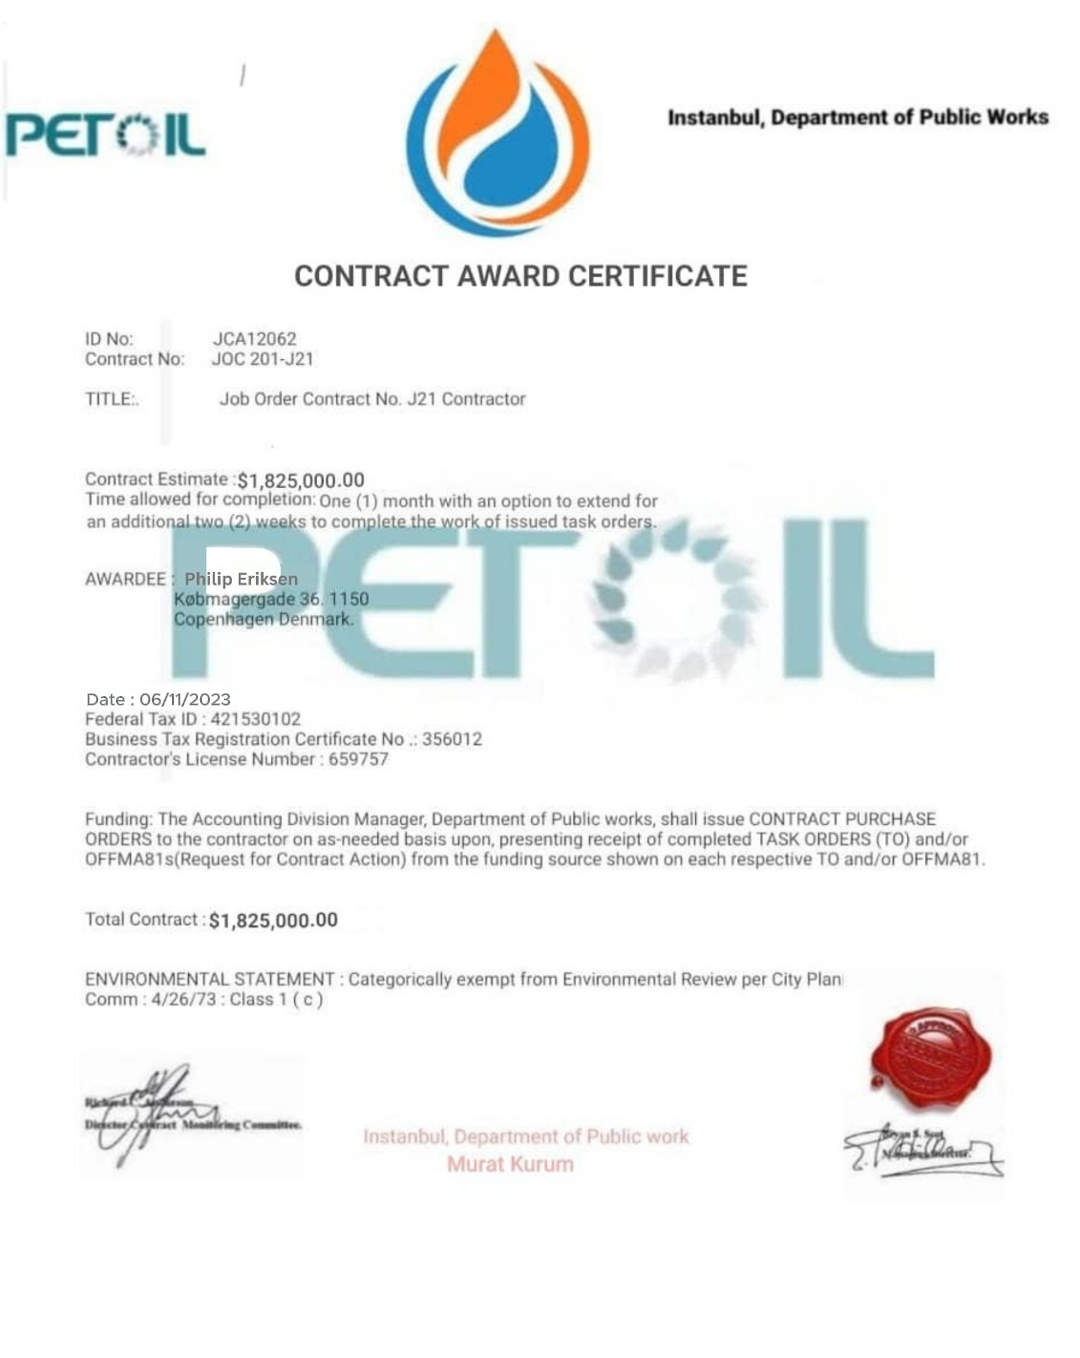 PETOIL
Instanbul, Department of Public Works
CONTRACT AWARD CERTIFICATE
ID No: JCA12062
Contract No: JOC 201-J21
TITLE:. Job Order Contract No. J21 Contractor
Contract Estimate :$1,825,000.00
Time allowed for completion: One (1) month with an option to extend for
an additional two (2) weeks to complete the work of issued task orders.
PETOIL
AWARDEE : Philip Eriksen
Købmagergade 36. 1150
Copenhagen Denmark.
Date : 06/11/2023
Federal Tax ID : 421530102
Business Tax Registration Certificate No .: 356012
Contractor's License Number : 659757
Funding: The Accounting Division Manager, Department of Public works, shall issue CONTRACT PURCHASE
ORDERS to the contractor on as-needed basis upon, presenting receipt of completed TASK ORDERS (TO) and/or
OFFMA81s(Request for Contract Action) from the funding source shown on each respective TO and/or OFFMA81.
Total Contract : $1,825,000.00
ENVIRONMENTAL STATEMENT : Categorically exempt from Environmental Review per City Plan
Comm : 4/26/73 : Class 1 ( c )
Director Contract Monitoring Committee.
Instanbul, Department of Public work
Murat Kurum